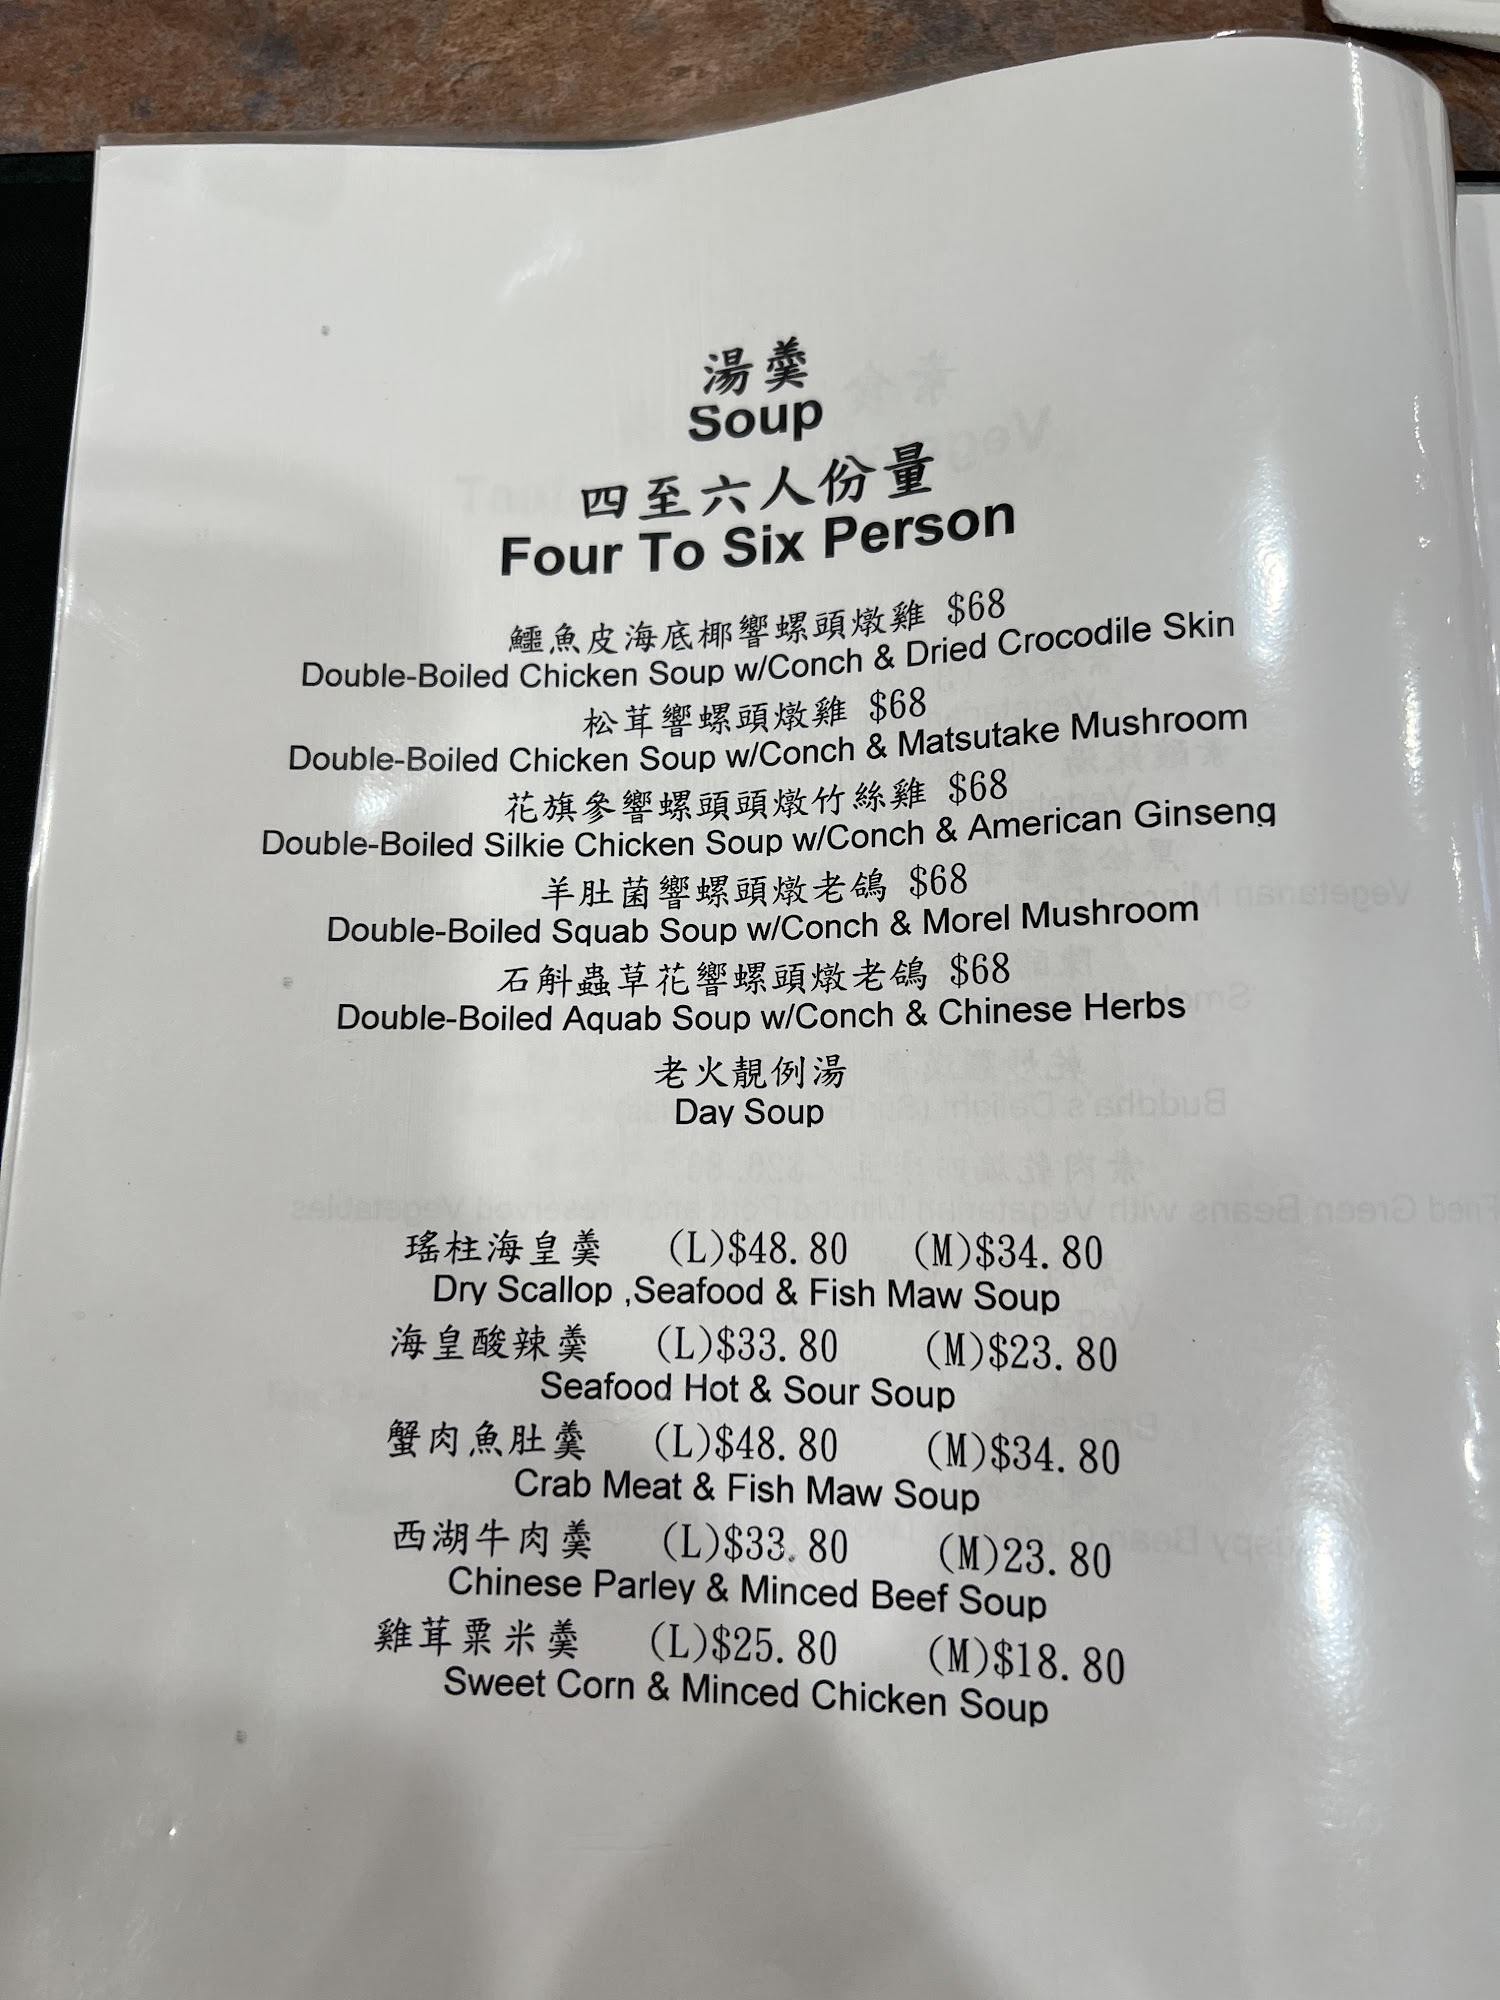 湯羹
Soup
四至六人份量
Four To Six Person
鱷魚皮海底椰響螺頭燉雞 $68
Double-Boiled Chicken Soup w/Conch & Dried Crocodile Skin
松茸響螺頭燉雞 $68
Double-Boiled Chicken Soup w/Conch & Matsutake Mushroom
花旗參響螺頭頭燉竹絲雞 $68
Double-Boiled Silkie Chicken Soup w/Conch & American Ginseng
羊肚菌響螺頭燉老鴿 $68
Double-Boiled Squab Soup w/Conch & Morel Mushroom
石斛蟲草花響螺頭燉老鴿 $68
Double-Boiled Aquab Soup w/Conch & Chinese Herbs
老火靚例湯
Day Soup
瑤柱海皇羹 (L)$48.80 (M)$34.80
Dry Scallop ,Seafood & Fish Maw Soup
海皇酸辣羹 (L)$33.80 (M)$23.80
Seafood Hot & Sour Soup
蟹肉魚肚羹 (L)$48.80 (M)$34.80
Crab Meat & Fish Maw Soup
西湖牛肉羹 (L)$33.80 (M)23.80
Chinese Parley & Minced Beef Soup
雞茸粟米羹 (L)$25.80 (M)$18.80
Sweet Corn & Minced Chicken Soup